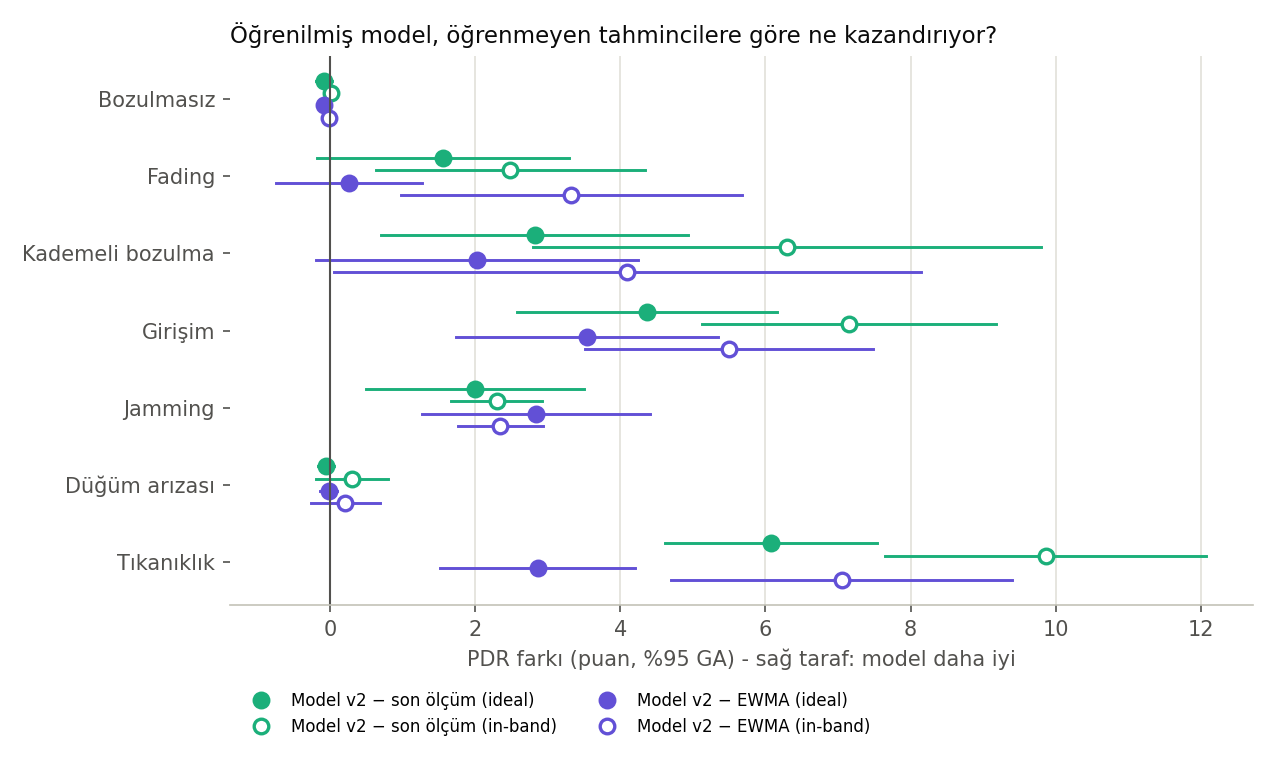 Öğrenilmiş model, öğrenmeyen tahmincilere göre ne kazandırıyor?
Bozulmasız
Fading
Kademeli bozulma
Girişim
Jamming
Düğüm arızası
Tıkanıklık
0 2 4 6 8 10 12
PDR farkı (puan, %95 GA) - sağ taraf: model daha iyi
Model v2 − son ölçüm (ideal)
Model v2 − son ölçüm (in-band)
Model v2 − EWMA (ideal)
Model v2 − EWMA (in-band)